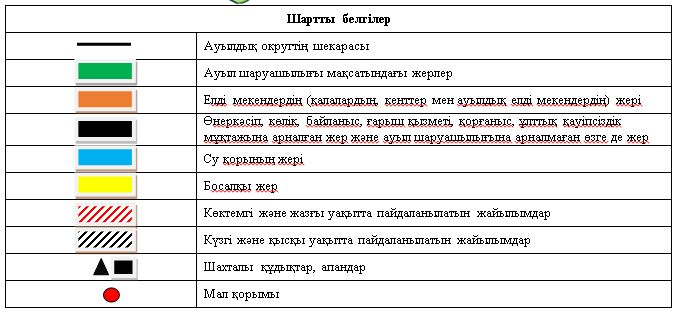 Шартты белгілер
Ауылдық округтің шекарасы
Ауыл шаруашылығы мақсатындағы жерлер
Елді мекендердің (қалалардың, кенттер мен ауылдық елді мекендердің) жері
Өнеркәсіп, көлік, байланыс, ғарыш қызметі, қорғаныс, ұлттық қауіпсіздік
мұқтажына арналған жер және ауыл шаруашылығына арналмаған өзге де жер
Су қорының жері
Босалқы жер
Көктемгі және жазғы уақытта пайдаланылатын жайылымдар
Күзгі және қысқы уақытта пайдаланылатын жайылымдар
Шахталы құдықтар, апандар
Мал қорымы